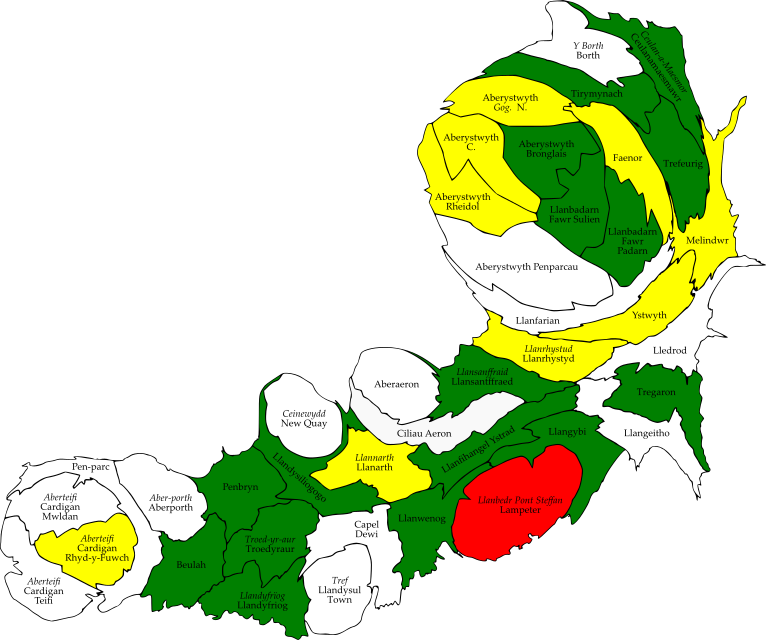 Y Borth
Borth
Ceulan-a-Maesmor
Ceulanamaesmawr
Tirymynach
Aberystwyth
Gog. N.
Aberystwyth
C.
Aberystwyth
Bronglais
Faenor
Trefeurig
Aberystwyth
Rheidol
Llanbadarn
Fawr Sulien
Llanbadarn
Fawr
Padarn
Melindwr
Aberystwyth Penparcau
Llanfarian
Ystwyth
Llanrhystud
Llanrhystyd
Lledrod
Aberaeron
Llansanffraid
Llansantffraed
Tregaron
Ceinewydd
New Quay
Ciliau Aeron
Llanfihangel Ystrad
Llangybi
Llangeitho
Llannarth
Llanarth
Llandysiliogogo
Pen-parc
Aber-porth
Aberporth
Penbryn
Aberteifi
Cardigan
Mwldan
Llanbedr Pont Steffan
Lampeter
Llanwenog
Capel
Dewi
Aberteifi
Cardigan
Rhyd-y-Fuwch
Troed-yr-aur
Troedyraur
Beulah
Aberteifi
Cardigan
Teifi
Llandyfriog
Llandyfriog
Tref
Llandysul
Town